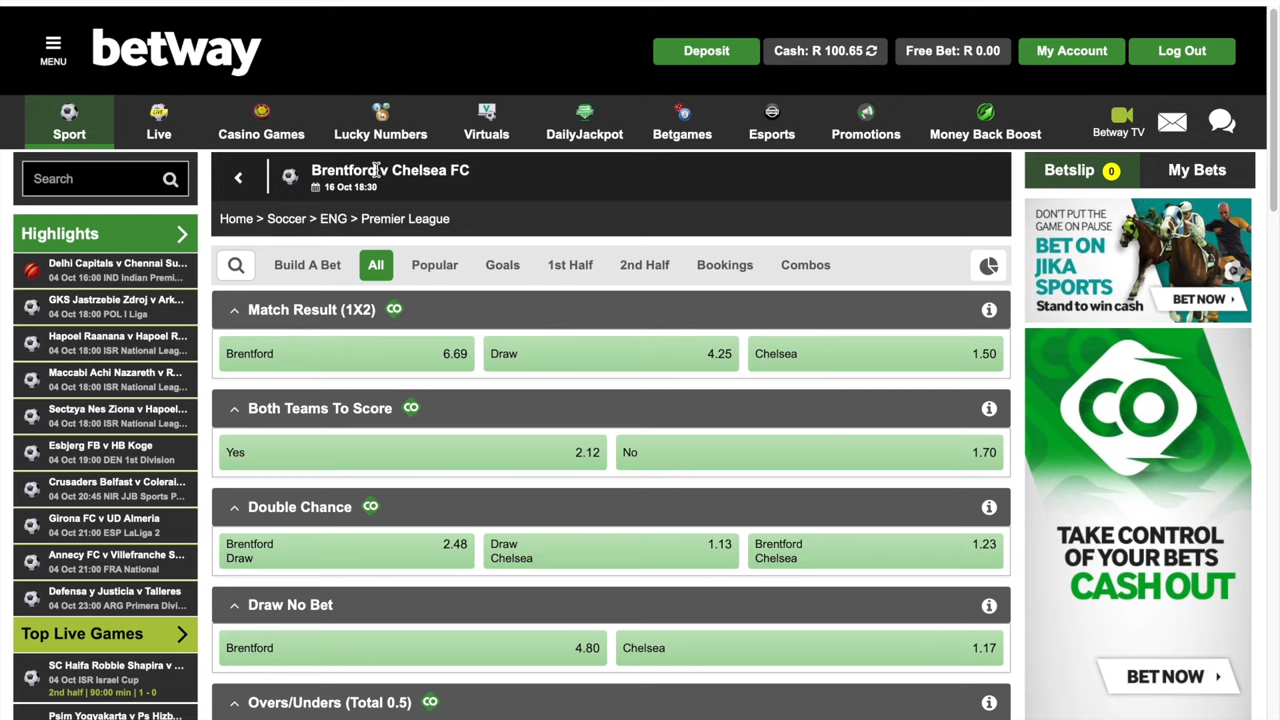 MENU
betway
Deposit
Cash: R 100.65
Free Bet: R 0.00
My Account
Log Out
Sport
Live
Casino Games
Lucky Numbers
Virtuals
DailyJackpot
Betgames
Esports
Promotions
Money Back Boost
Betway TV
Search
Highlights
Delhi Capitals v Chennai Su...
04 Oct 16:00 IND Indian Premi...
GKS Jastrzebie Zdroj v Ark...
04 Oct 18:00 POL I Liga
Hapoel Raanana v Hapoel R...
04 Oct 18:00 ISR National Leag...
Maccabi Achi Nazareth v R...
04 Oct 18:00 ISR National Leag...
Sectzya Nes Ziona v Hapoel...
04 Oct 18:00 ISR National Leag...
Esbjerg FB v HB Koge
04 Oct 19:00 DEN 1st Division
Crusaders Belfast v Colerai...
04 Oct 20:45 NIR JJB Sports P...
Girona FC v UD Almeria
04 Oct 21:00 ESP LaLiga 2
Annecy FC v Villefranche S...
04 Oct 21:00 FRA National
Defensa y Justicia v Talleres
04 Oct 23:00 ARG Primera Divi...
Top Live Games
SC Haifa Robbie Shapira v ...
04 Oct ISR Israel Cup
2nd half | 90:00 min | 1 - 0
Psim Yogyakarta v Ps Hizb...
Brentford v Chelsea FC
16 Oct 18:30
Home > Soccer > ENG > Premier League
Build A Bet
All
Popular
Goals
1st Half
2nd Half
Bookings
Combos
Match Result (1X2) CO
Brentford 6.69
Draw 4.25
Chelsea 1.50
Both Teams To Score CO
Yes 2.12
No 1.70
Double Chance CO
Brentford 2.48
Draw
Draw 1.13
Chelsea
Brentford 1.23
Chelsea
Draw No Bet
Brentford 4.80
Chelsea 1.17
Overs/Unders (Total 0.5) CO
Betslip 0
My Bets
DON'T PUT THE
GAME ON PAUSE
BET ON
JIKA
SPORTS
Stand to win cash
BET NOW
CO
TAKE CONTROL
OF YOUR BETS
CASH OUT
BET NOW